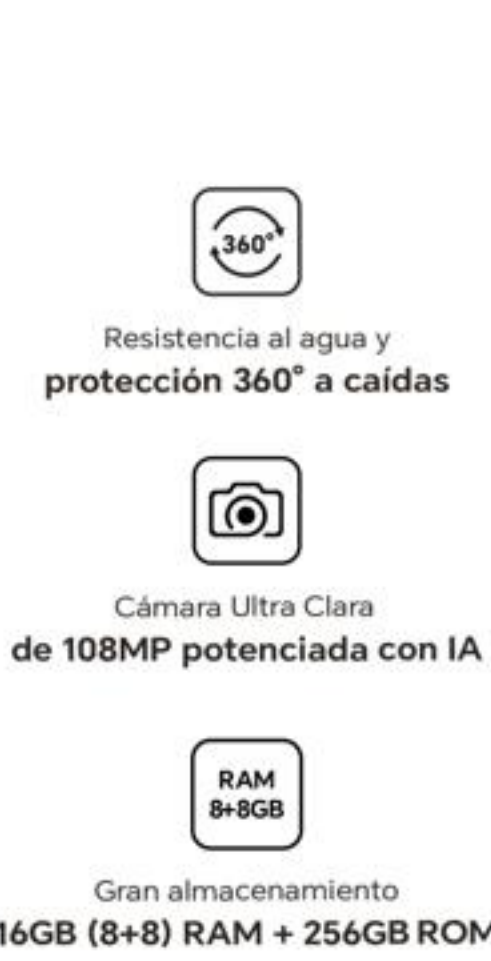 360°
Resistencia al agua y
protección 360° a caídas
Cámara Ultra Clara
de 108MP potenciada con IA
RAM
8+8GB
Gran almacenamiento
16GB (8+8) RAM + 256GB ROM